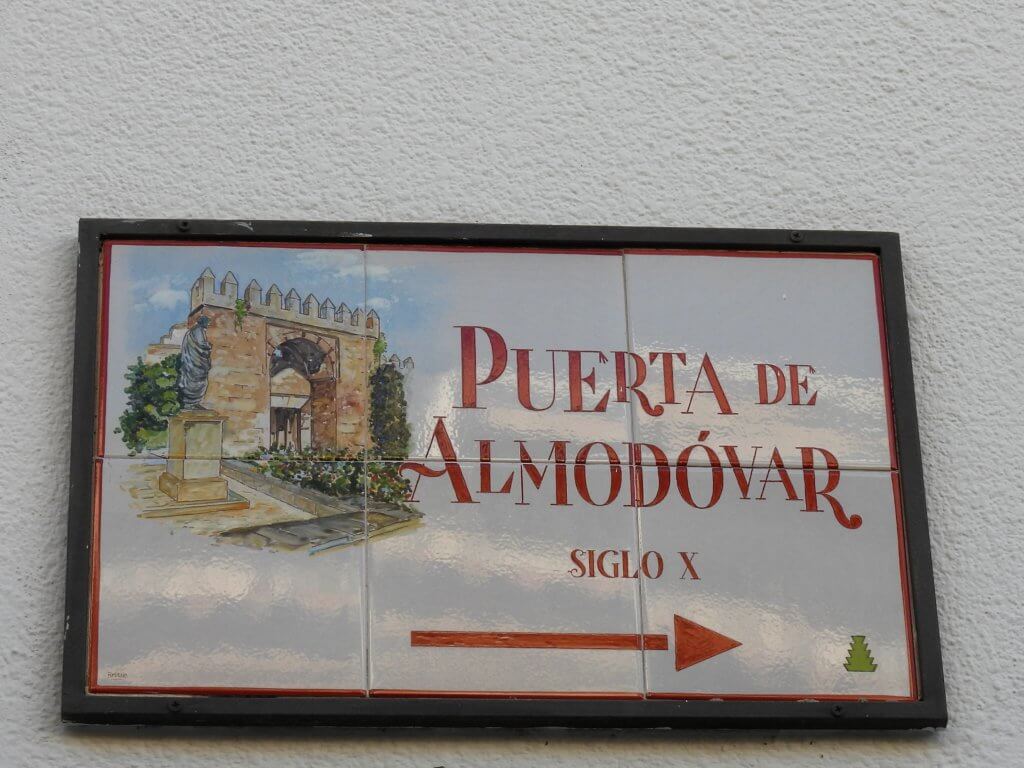 PUERTA DE
ALMODÓVAR
SIGLO X